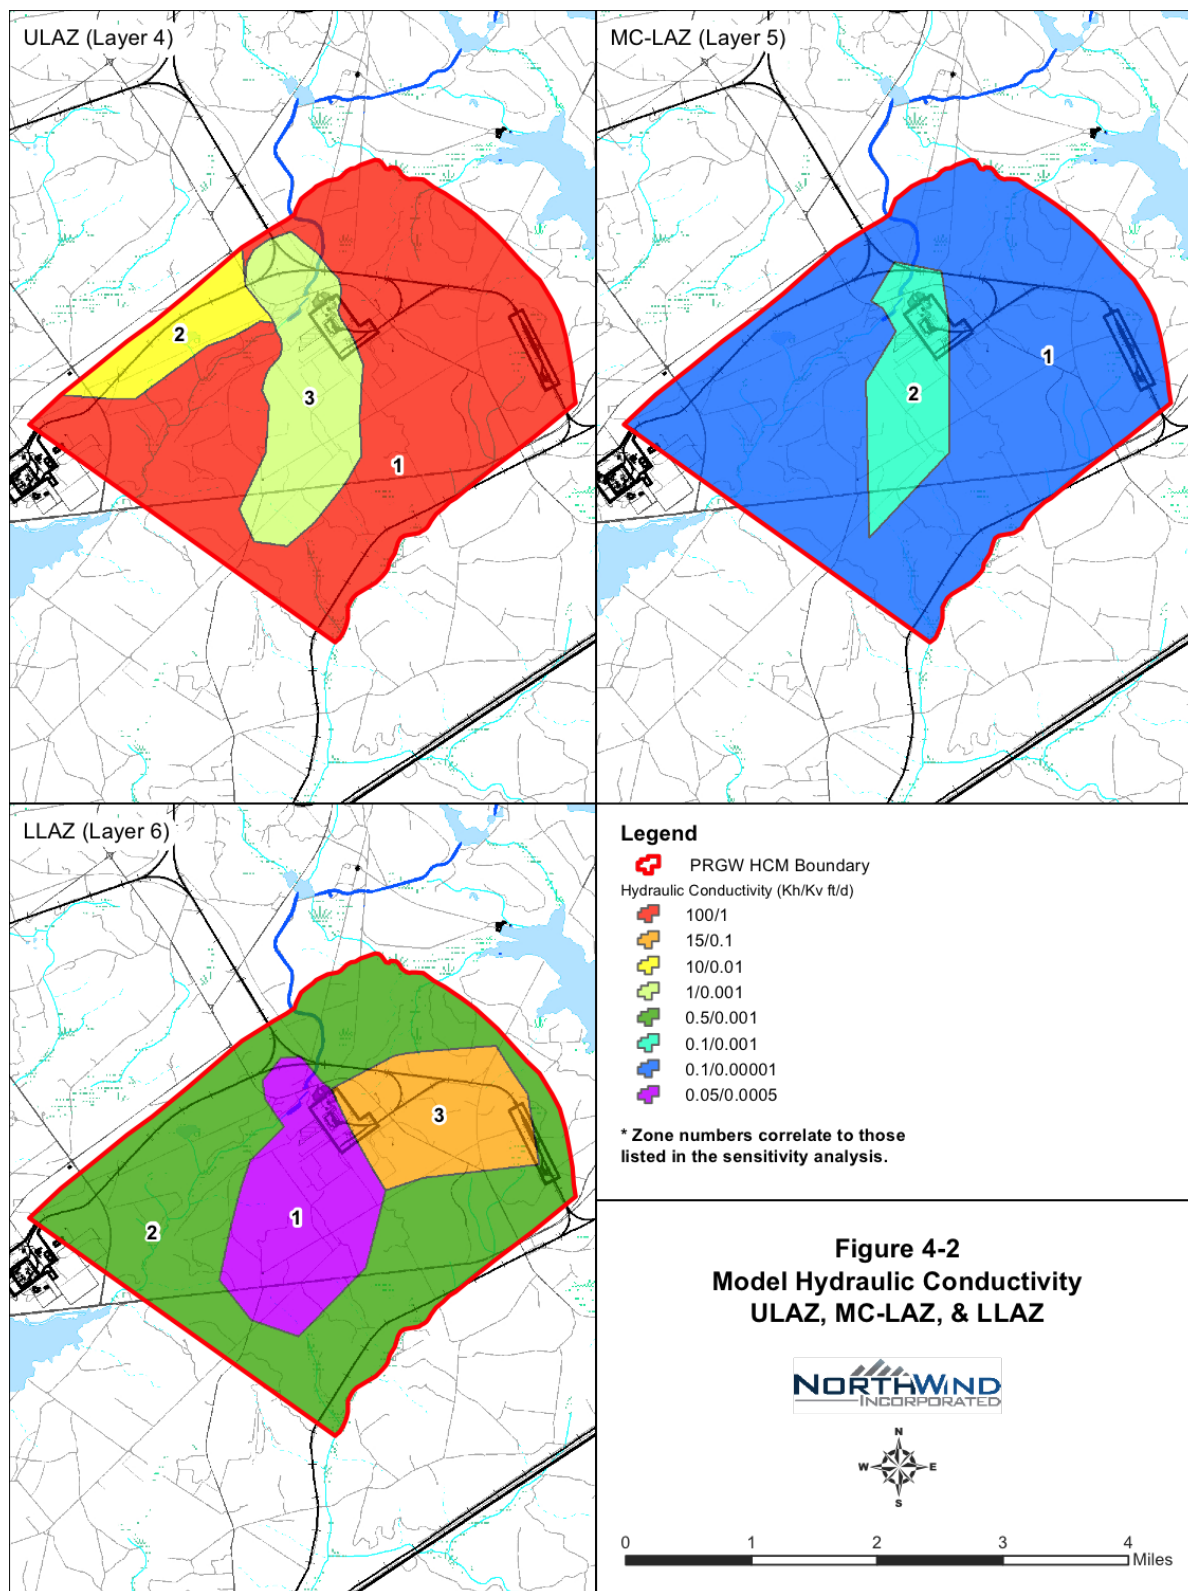 ULAZ (Layer 4)
2
3
1
MC-LAZ (Layer 5)
1
2
LLAZ (Layer 6)
3
1
2
Legend
PRGW HCM Boundary
Hydraulic Conductivity (Kh/Kv ft/d)
100/1
15/0.1
10/0.01
1/0.001
0.5/0.001
0.1/0.001
0.1/0.00001
0.05/0.0005
* Zone numbers correlate to those
listed in the sensitivity analysis.
Figure 4-2
Model Hydraulic Conductivity
ULAZ, MC-LAZ, & LLAZ
NORTHWIND
INCORPORATED
N
W E
S
0 1 2 3 4
Miles